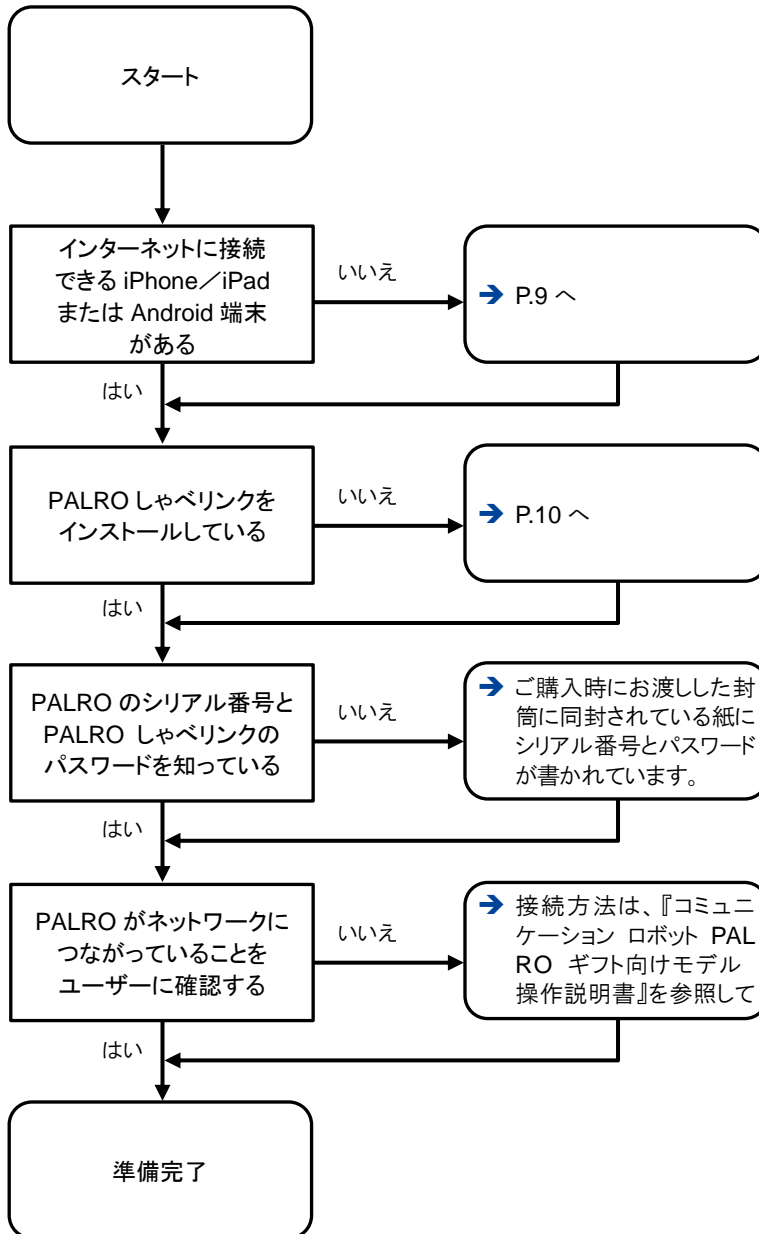 スタート
インターネットに接続
できる iPhone／iPad
または Android 端末
がある
いいえ
➔ P.9 へ
はい
PALRO しゃべリンクを
インストールしている
いいえ
➔ P.10 へ
はい
PALRO のシリアル番号と
PALRO しゃべリンクの
パスワードを知っている
いいえ
➔ ご購入時にお渡しした封
筒に同封されている紙に
シリアル番号とパスワード
が書かれています。
はい
PALRO がネットワークに
つながっていることを
ユーザーに確認する
いいえ
➔ 接続方法は、『コミュニ
ケーション ロボット PAL
RO ギフト向けモデル
操作説明書』を参照して
はい
準備完了